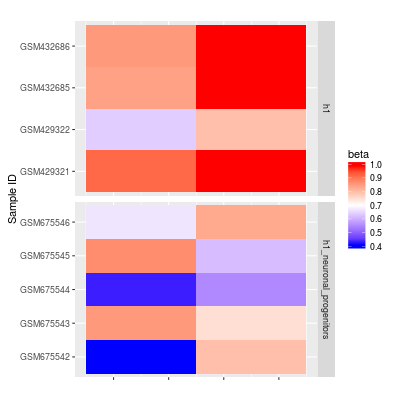 GSM432686
GSM432685
GSM429322
GSM429321
h1
GSM675546
GSM675545
GSM675544
GSM675543
GSM675542
h1_neuronal_progenitors
Sample ID
beta
1.0
0.9
0.8
0.7
0.6
0.5
0.4